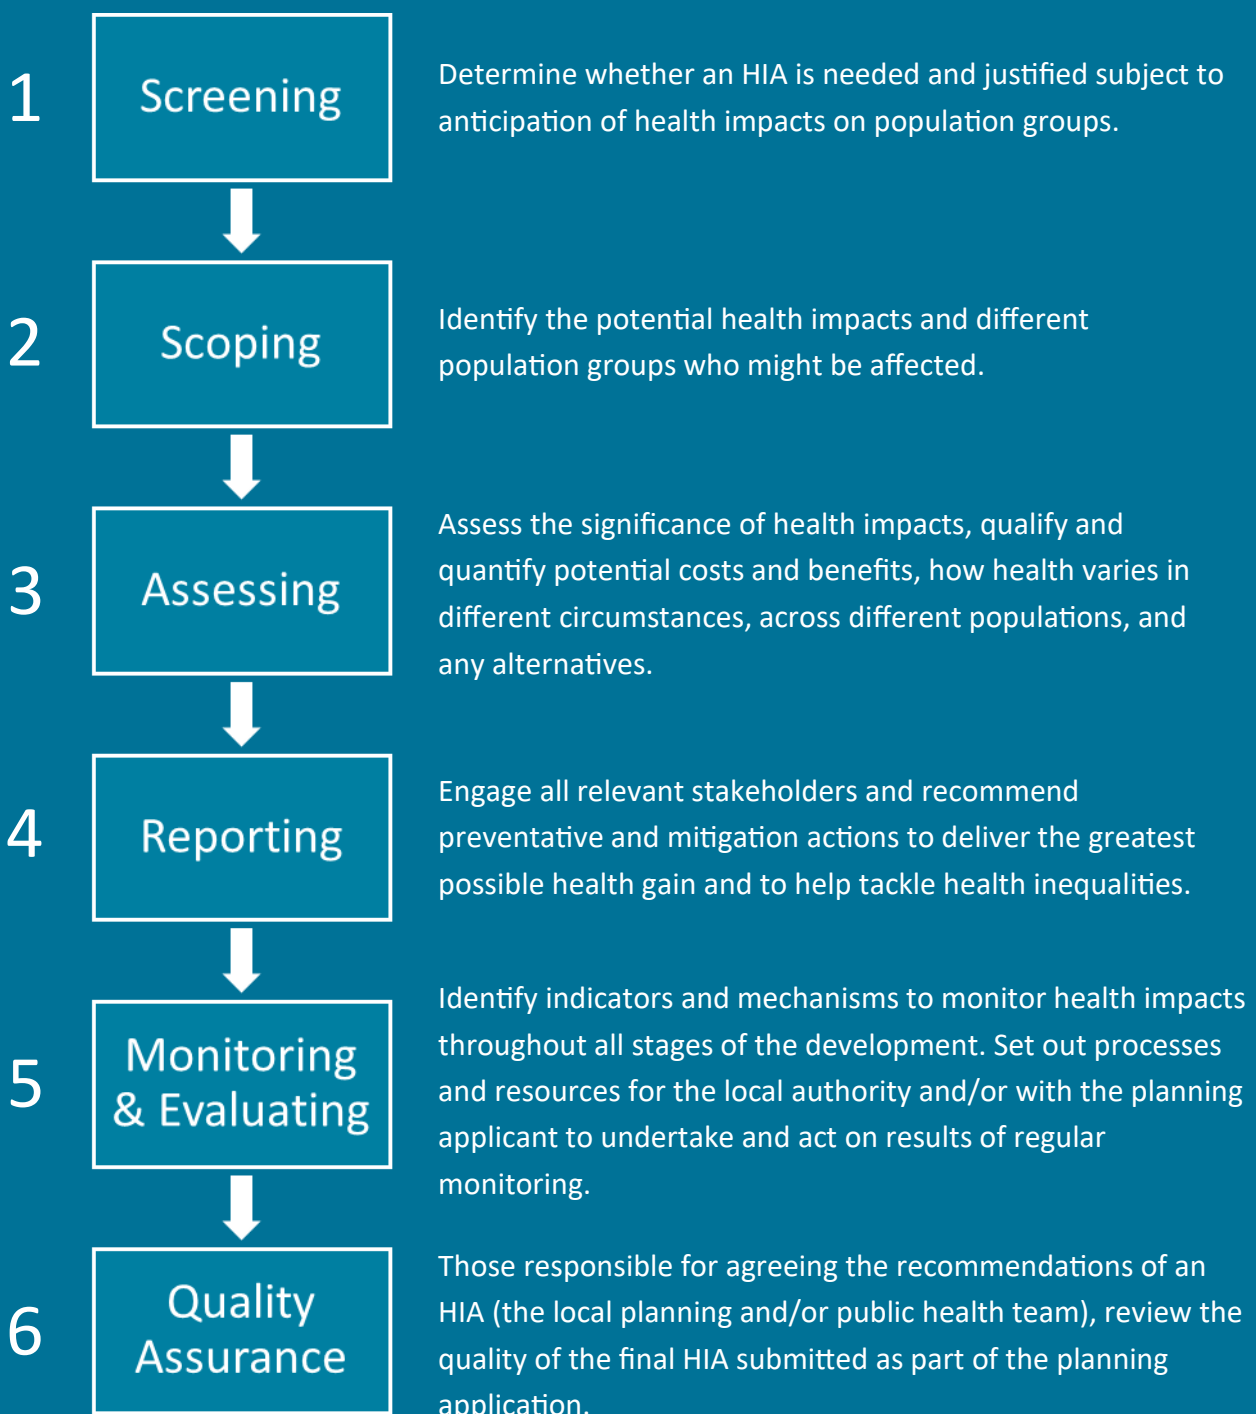 1
Screening
Determine whether an HIA is needed and justified subject to
anticipation of health impacts on population groups.
2
Scoping
Identify the potential health impacts and different
population groups who might be affected.
3
Assessing
Assess the significance of health impacts, qualify and
quantify potential costs and benefits, how health varies in
different circumstances, across different populations, and
any alternatives.
4
Reporting
Engage all relevant stakeholders and recommend
preventative and mitigation actions to deliver the greatest
possible health gain and to help tackle health inequalities.
5
Monitoring
& Evaluating
Identify indicators and mechanisms to monitor health impacts
throughout all stages of the development. Set out processes
and resources for the local authority and/or with the planning
applicant to undertake and act on results of regular
monitoring.
6
Quality
Assurance
Those responsible for agreeing the recommendations of an
HIA (the local planning and/or public health team), review the
quality of the final HIA submitted as part of the planning
application.